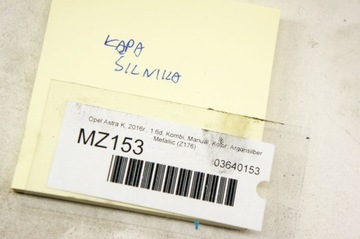 KAPA
SILNIKA
Opel Astra K, 2016r. 1.6d, Kombi, Manual, Kolor: Argonsilber
Metallic (Z176)
MZ153
03640153